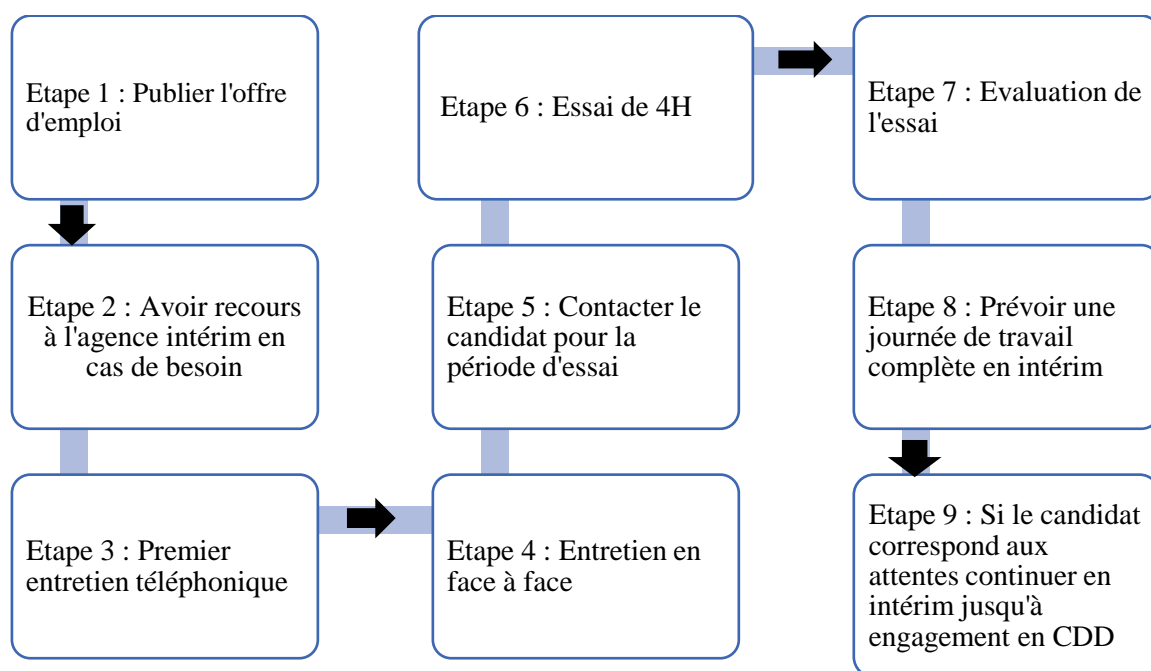 Etape 1 : Publier l'offre
d'emploi
Etape 2 : Avoir recours
à l'agence intérim en
cas de besoin
Etape 3 : Premier
entretien téléphonique
Etape 4 : Entretien en
face à face
Etape 5 : Contacter le
candidat pour la
période d'essai
Etape 6 : Essai de 4H
Etape 7 : Evaluation de
l'essai
Etape 8 : Prévoir une
journée de travail
complète en intérim
Etape 9 : Si le candidat
correspond aux
attentes continuer en
intérim jusqu'à
engagement en CDD